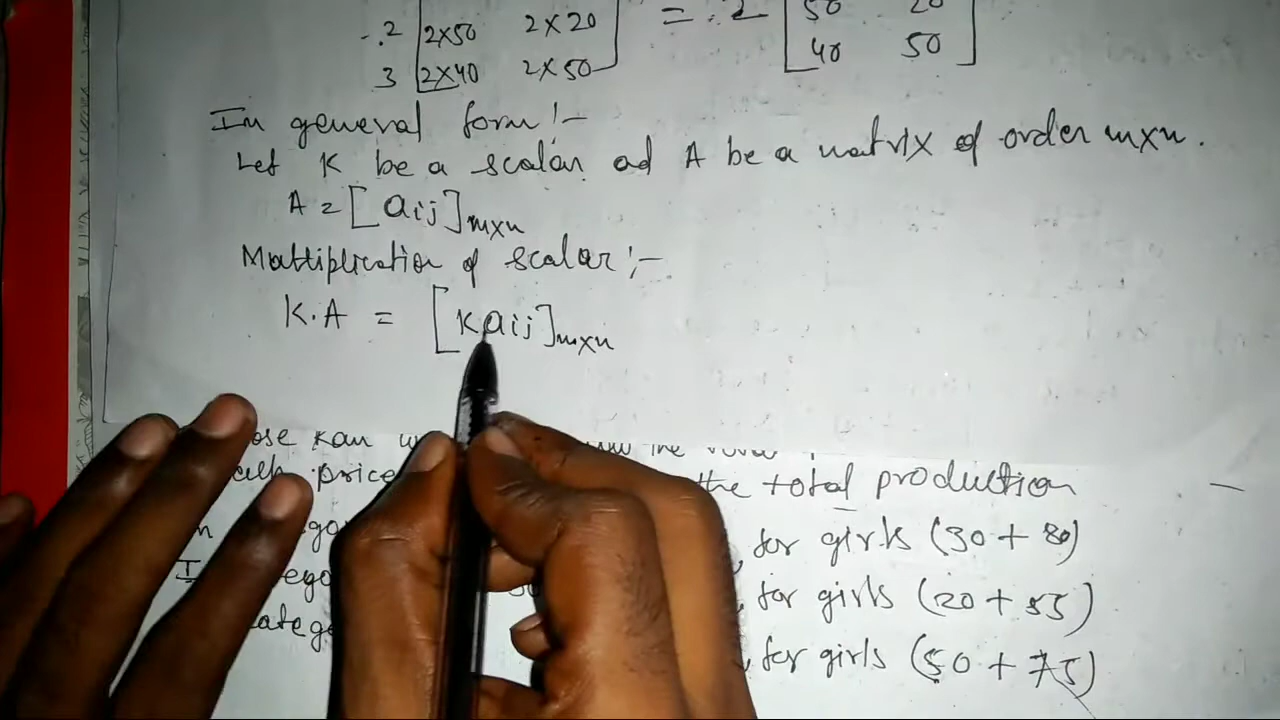 .2 [2×50 2×20] = 2 [50 20
3 2×40 2×50 40 50]
In general form:-
Let K be a scalar ad A be a matrix of order m×n.
A = [aij]m×n
Multiplication of scalar:-
K.A = [Kaij]m×n
the
price the total production
for girls (30 + 80)
for girls (20 + 55)
for girls (50 + 75)